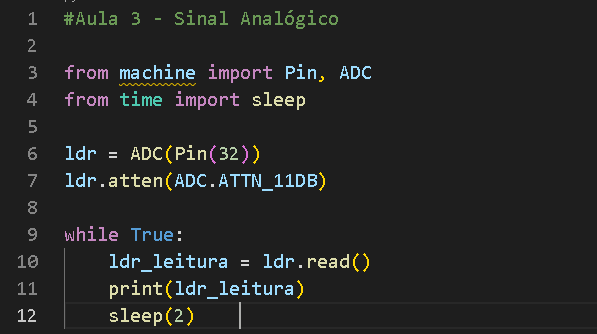 1 #Aula 3 - Sinal Analógico
2
3 from machine import Pin, ADC
4 from time import sleep
5
6 ldr = ADC(Pin(32))
7 ldr.atten(ADC.ATTN_11DB)
8
9 while True:
10 ldr_leitura = ldr.read()
11 print(ldr_leitura)
12 sleep(2)